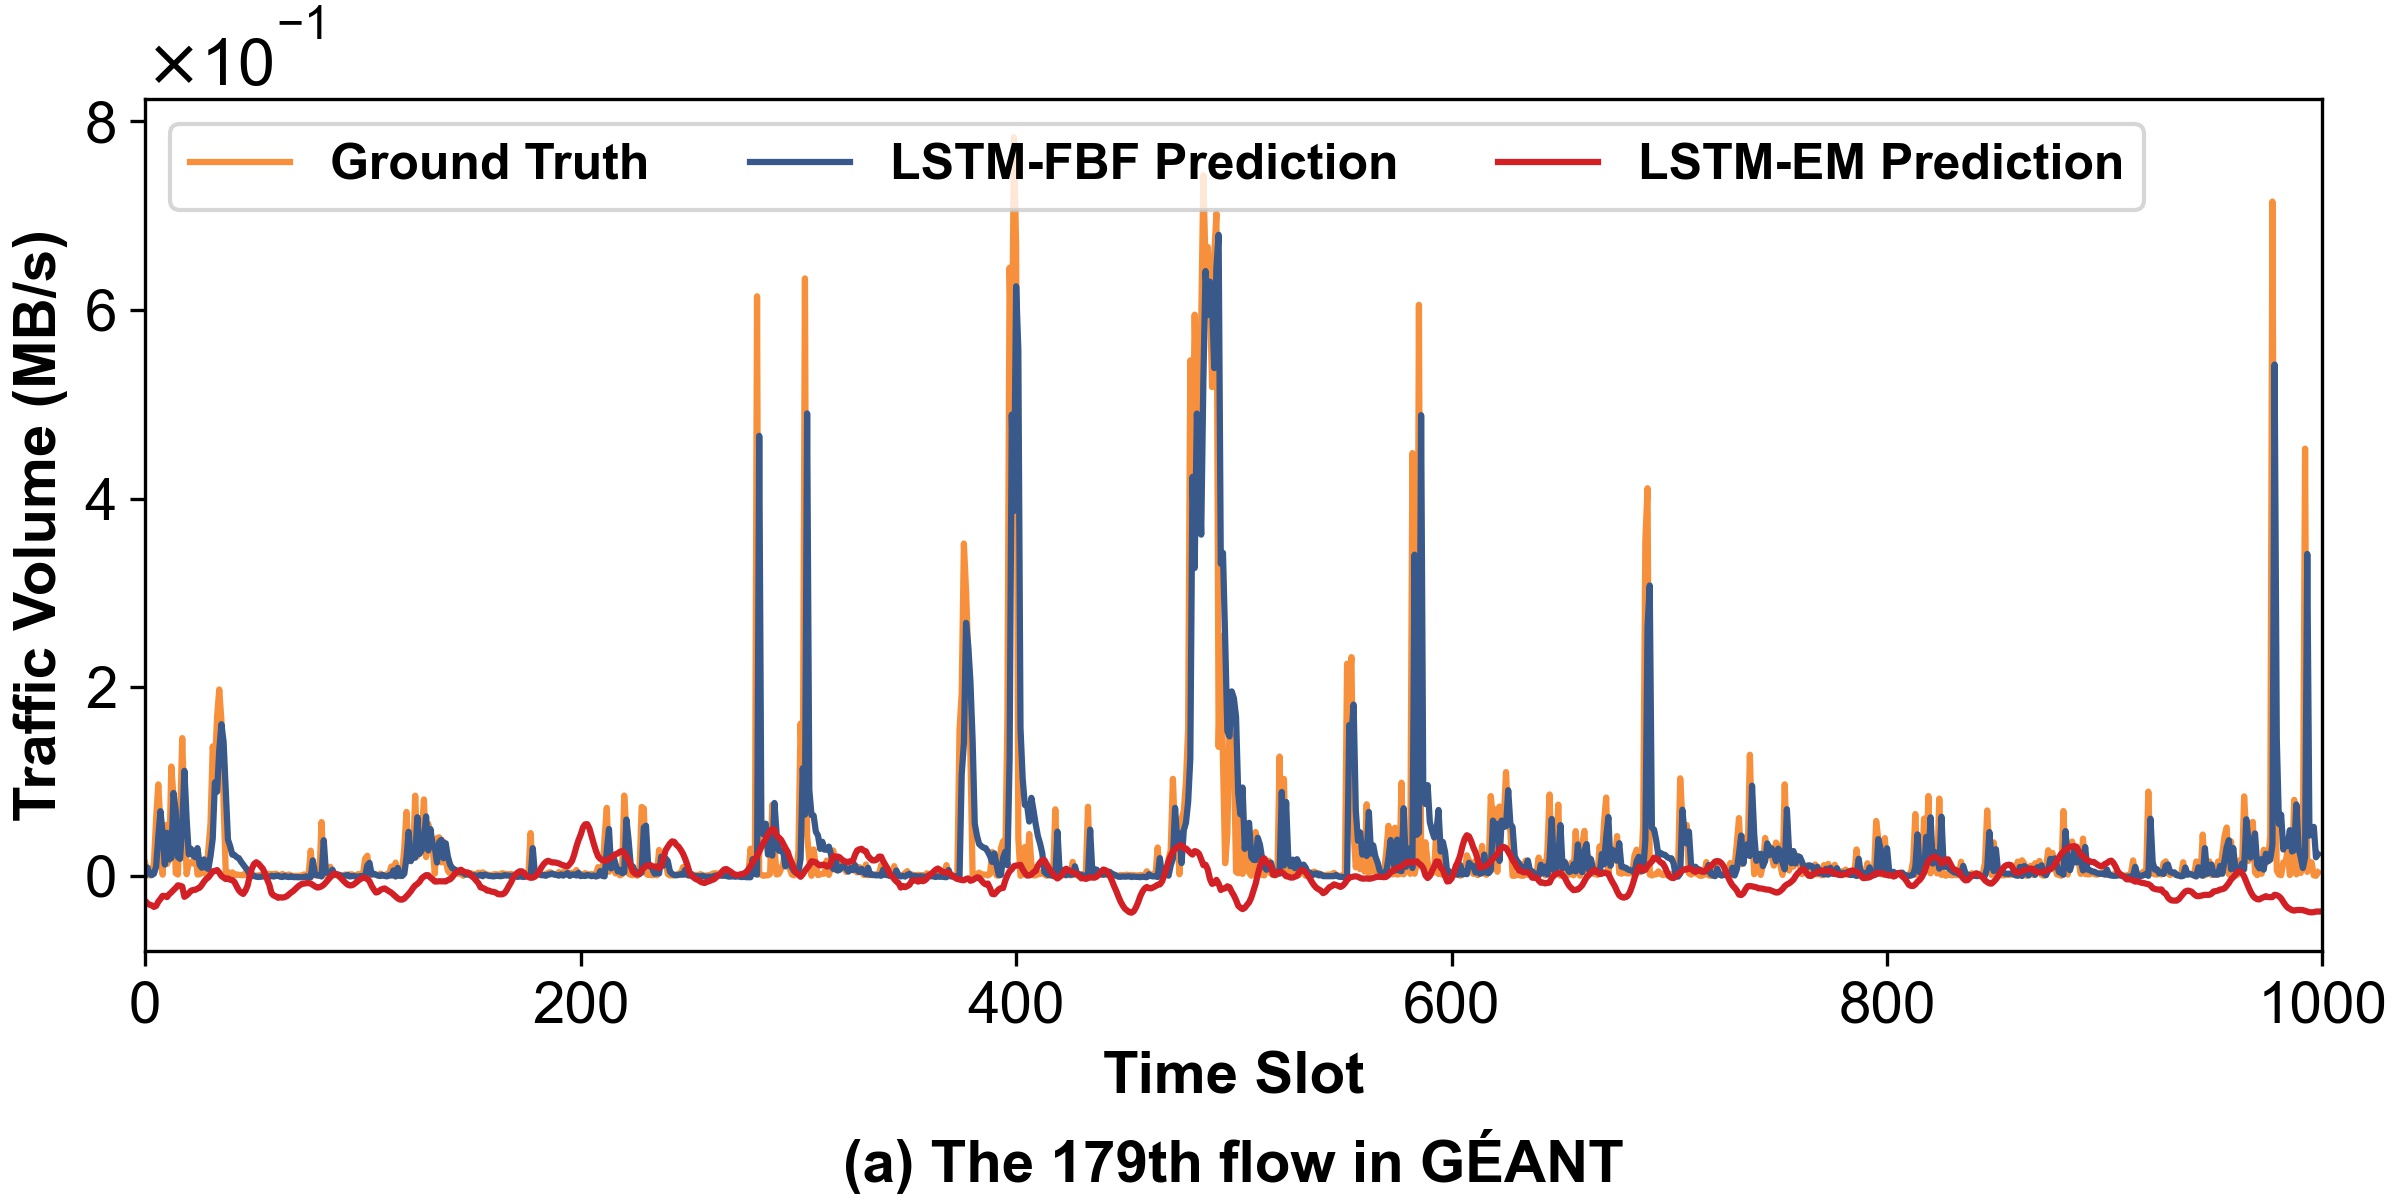 ×10⁻¹
8
Ground Truth LSTM-FBF Prediction LSTM-EM Prediction
6
4
2
0
Traffic Volume (MB/s)
0 200 400 600 800 1000
Time Slot
(a) The 179th flow in GÉANT